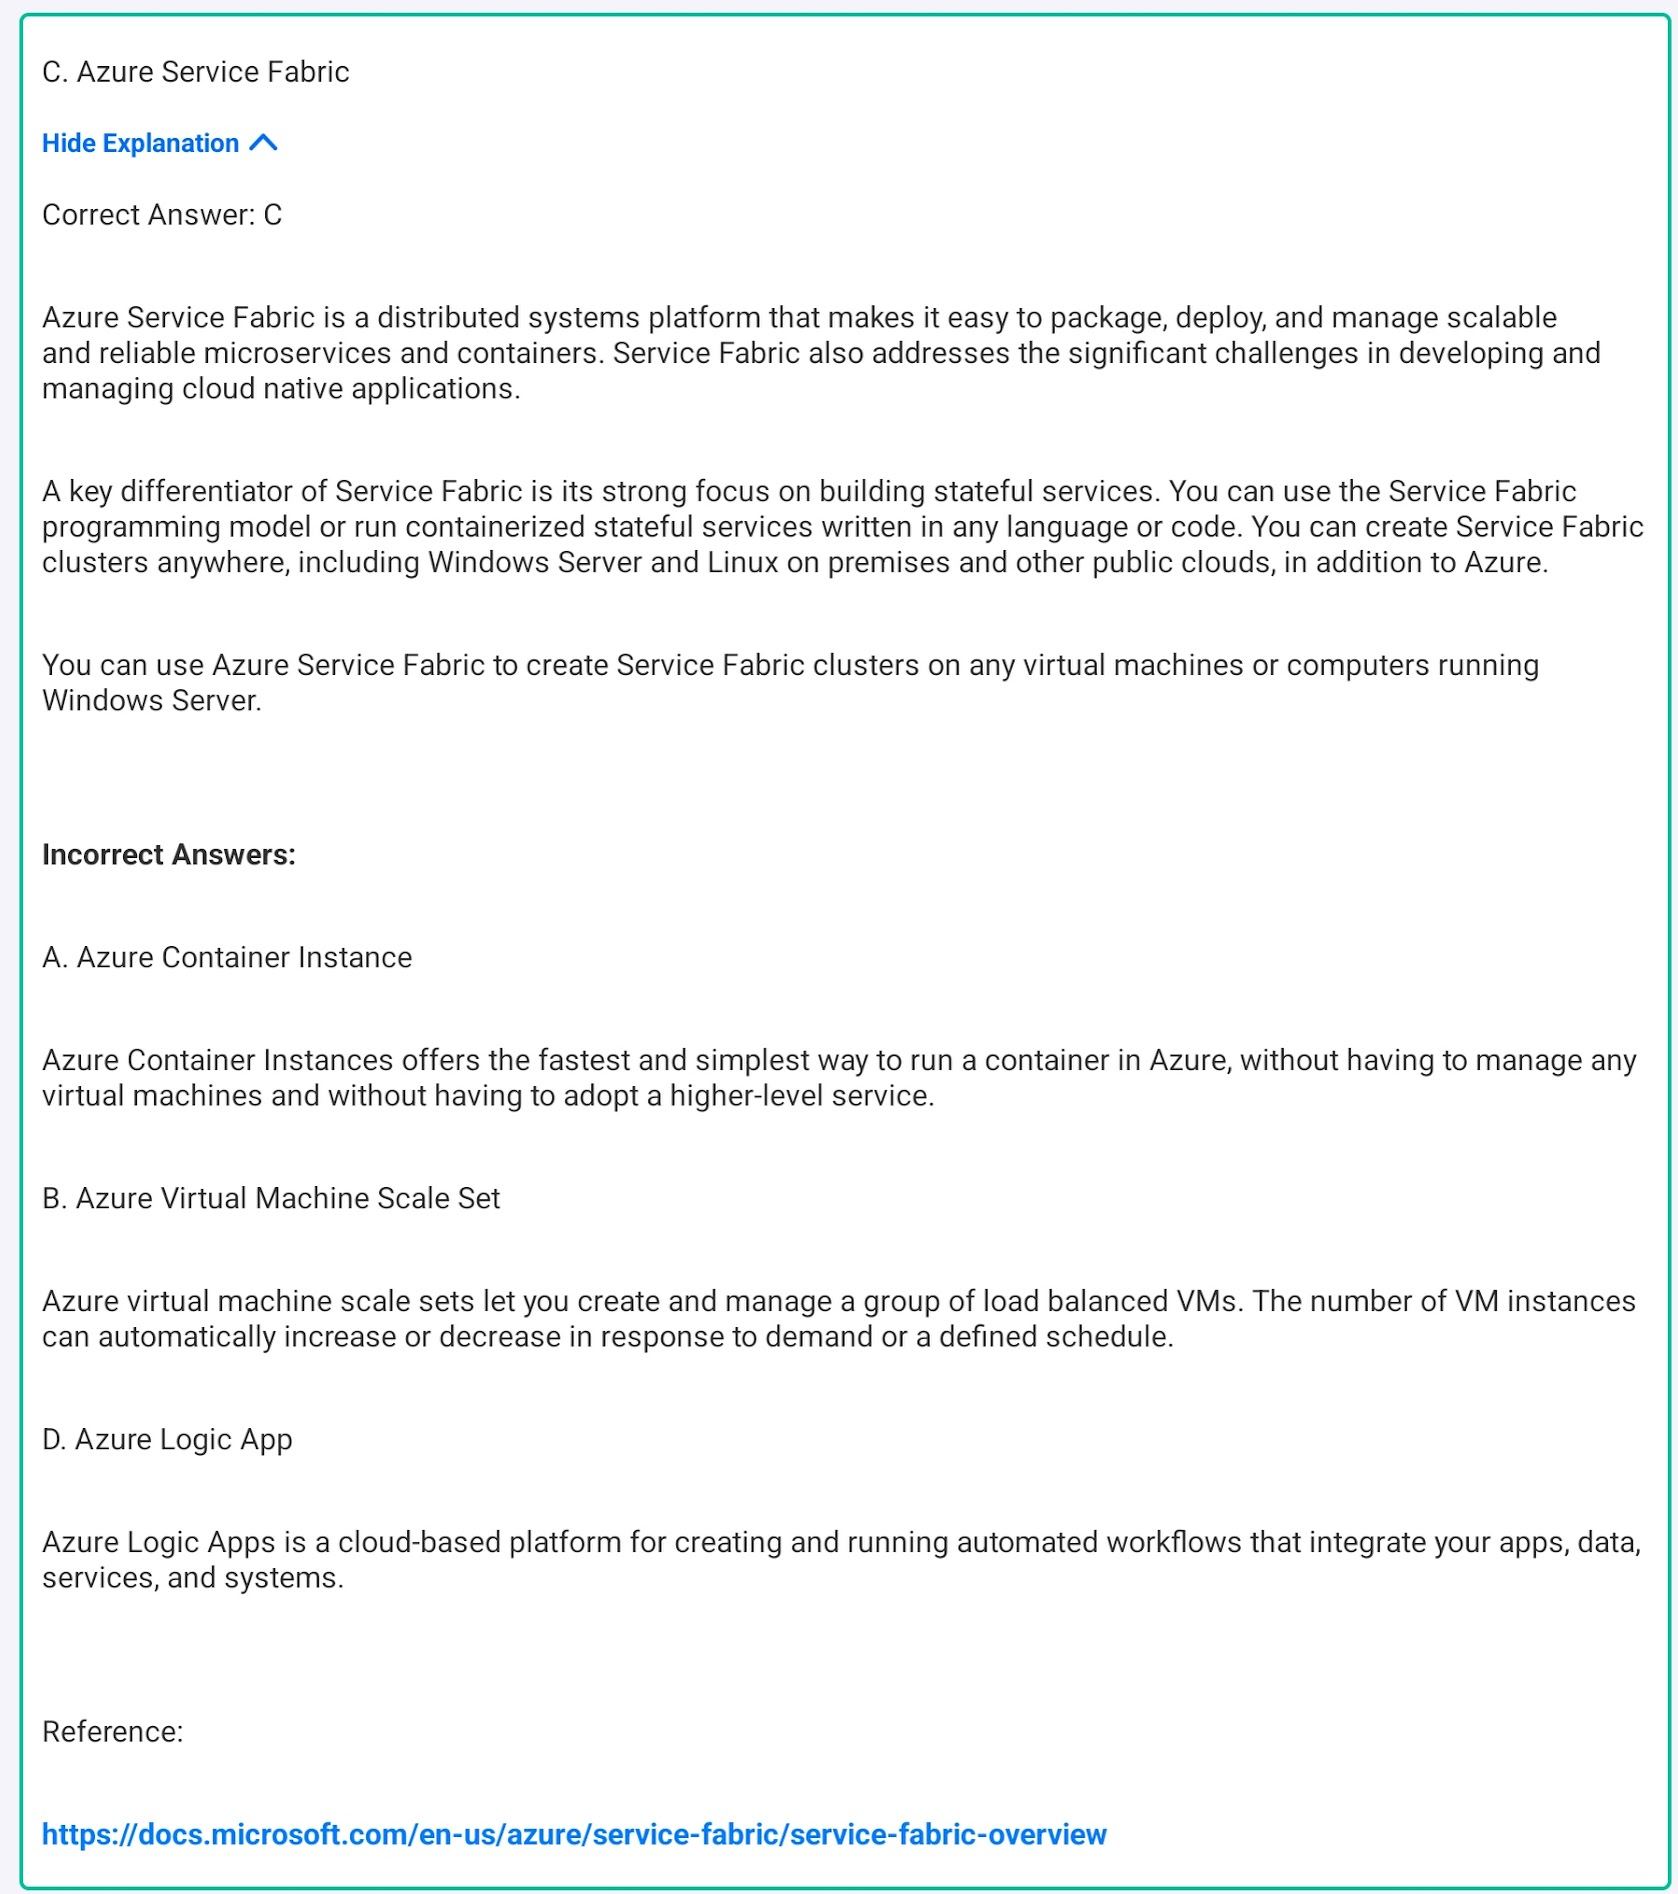 C. Azure Service Fabric
Hide Explanation
Correct Answer: C
Azure Service Fabric is a distributed systems platform that makes it easy to package, deploy, and manage scalable
and reliable microservices and containers. Service Fabric also addresses the significant challenges in developing and
managing cloud native applications.
A key differentiator of Service Fabric is its strong focus on building stateful services. You can use the Service Fabric
programming model or run containerized stateful services written in any language or code. You can create Service Fabric
clusters anywhere, including Windows Server and Linux on premises and other public clouds, in addition to Azure.
You can use Azure Service Fabric to create Service Fabric clusters on any virtual machines or computers running
Windows Server.
Incorrect Answers:
A. Azure Container Instance
Azure Container Instances offers the fastest and simplest way to run a container in Azure, without having to manage any
virtual machines and without having to adopt a higher-level service.
B. Azure Virtual Machine Scale Set
Azure virtual machine scale sets let you create and manage a group of load balanced VMs. The number of VM instances
can automatically increase or decrease in response to demand or a defined schedule.
D. Azure Logic App
Azure Logic Apps is a cloud-based platform for creating and running automated workflows that integrate your apps, data,
services, and systems.
Reference:
https://docs.microsoft.com/en-us/azure/service-fabric/service-fabric-overview